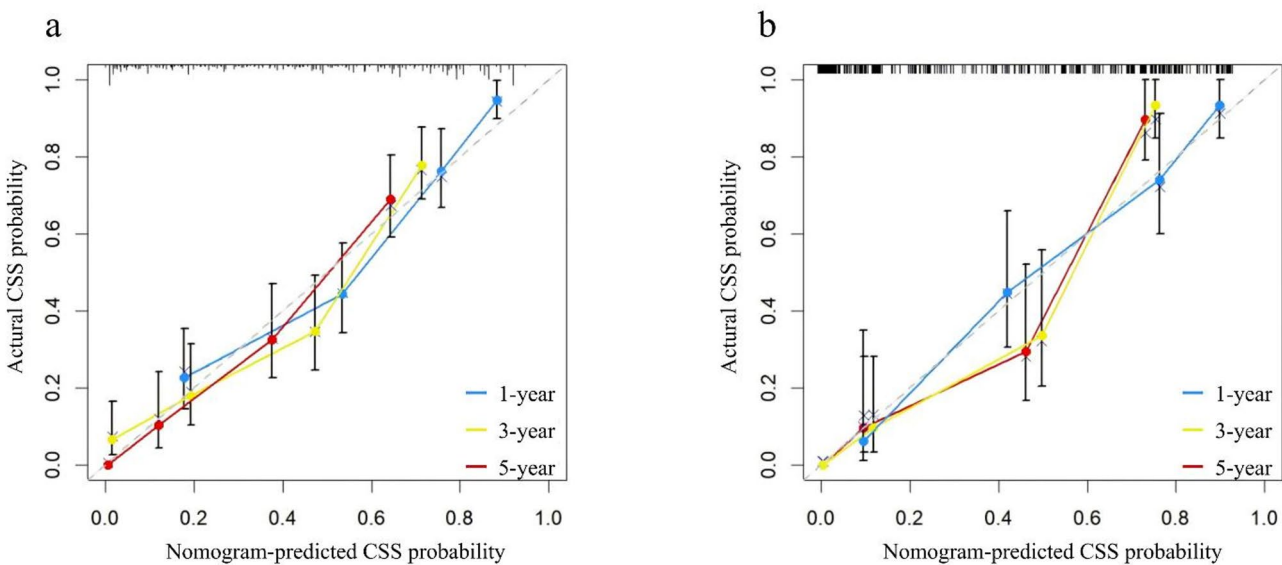 a
Actural CSS probability
1.0
0.8
0.6
0.4
0.2
0.0
1-year
3-year
5-year
0.0 0.2 0.4 0.6 0.8 1.0
Nomogram-predicted CSS probability
b
Actural CSS probability
1.0
0.8
0.6
0.4
0.2
0.0
1-year
3-year
5-year
0.0 0.2 0.4 0.6 0.8 1.0
Nomogram-predicted CSS probability